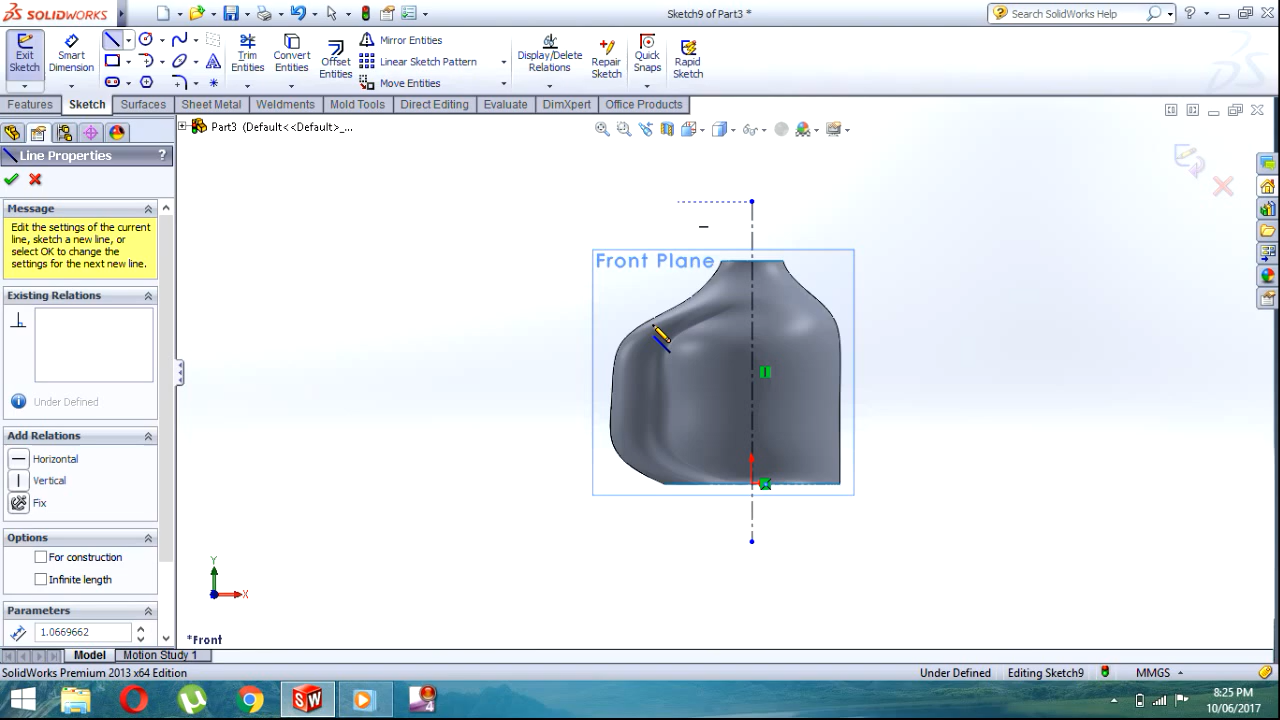 SOLIDWORKS
Sketch9 of Part3 *
Search SolidWorks Help
Exit Sketch
Smart Dimension
Trim Entities
Convert Entities
Offset Entities
Mirror Entities
Linear Sketch Pattern
Move Entities
Display/Delete Relations
Repair Sketch
Quick Snaps
Rapid Sketch
Features
Sketch
Surfaces
Sheet Metal
Weldments
Mold Tools
Direct Editing
Evaluate
DimXpert
Office Products
Part3 (Default<<Default>_...
Line Properties
?
Message
Edit the settings of the current
line, sketch a new line, or
select OK to change the
settings for the next new line.
Existing Relations
Under Defined
Add Relations
Horizontal
Vertical
Fix
Options
For construction
Infinite length
Parameters
1.0669662
Front Plane
Y
X
*Front
Model
Motion Study 1
SolidWorks Premium 2013 x64 Edition
Under Defined
Editing Sketch9
MMGS
8:25 PM
10/06/2017